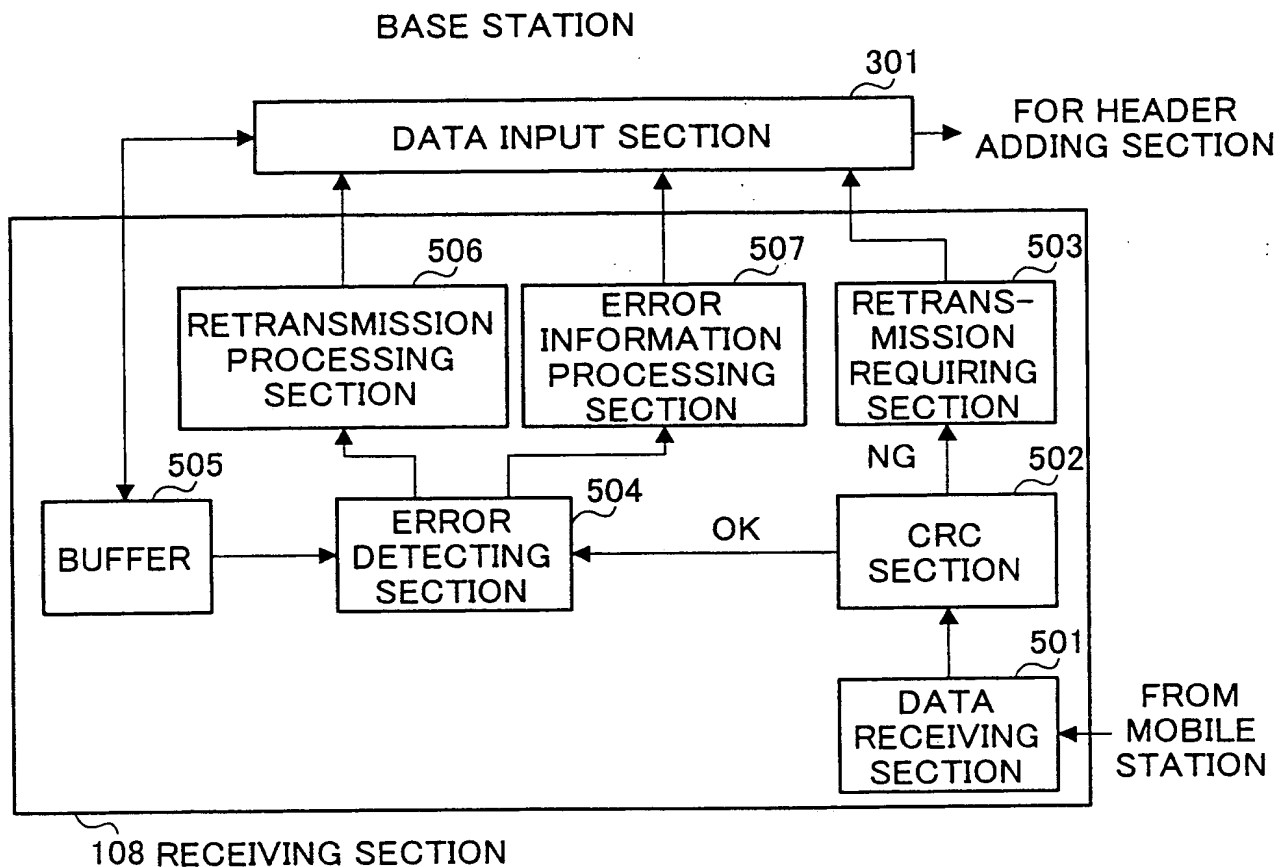 BASE STATION
301
DATA INPUT SECTION
FOR HEADER
ADDING SECTION
506
RETRANSMISSION
PROCESSING
SECTION
507
ERROR
INFORMATION
PROCESSING
SECTION
503
RETRANS-
MISSION
REQUIRING
SECTION
NG
505
BUFFER
504
ERROR
DETECTING
SECTION
OK
502
CRC
SECTION
501
DATA
RECEIVING
SECTION
FROM
MOBILE
STATION
108 RECEIVING SECTION